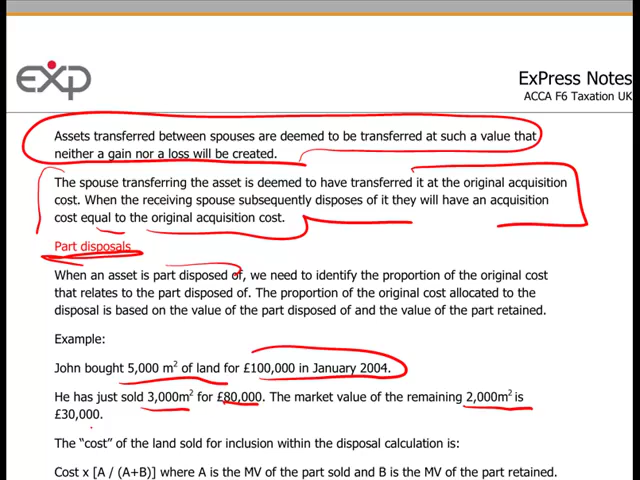 exp
ExPress Notes
ACCA F6 Taxation UK
Assets transferred between spouses are deemed to be transferred at such a value that
neither a gain nor a loss will be created.
The spouse transferring the asset is deemed to have transferred it at the original acquisition
cost. When the receiving spouse subsequently disposes of it they will have an acquisition
cost equal to the original acquisition cost.
Part disposals
When an asset is part disposed of, we need to identify the proportion of the original cost
that relates to the part disposed of. The proportion of the original cost allocated to the
disposal is based on the value of the part disposed of and the value of the part retained.
Example:
John bought 5,000 m² of land for £100,000 in January 2004.
He has just sold 3,000m² for £80,000. The market value of the remaining 2,000m² is
£30,000.
The "cost" of the land sold for inclusion within the disposal calculation is:
Cost x [A / (A+B)] where A is the MV of the part sold and B is the MV of the part retained.